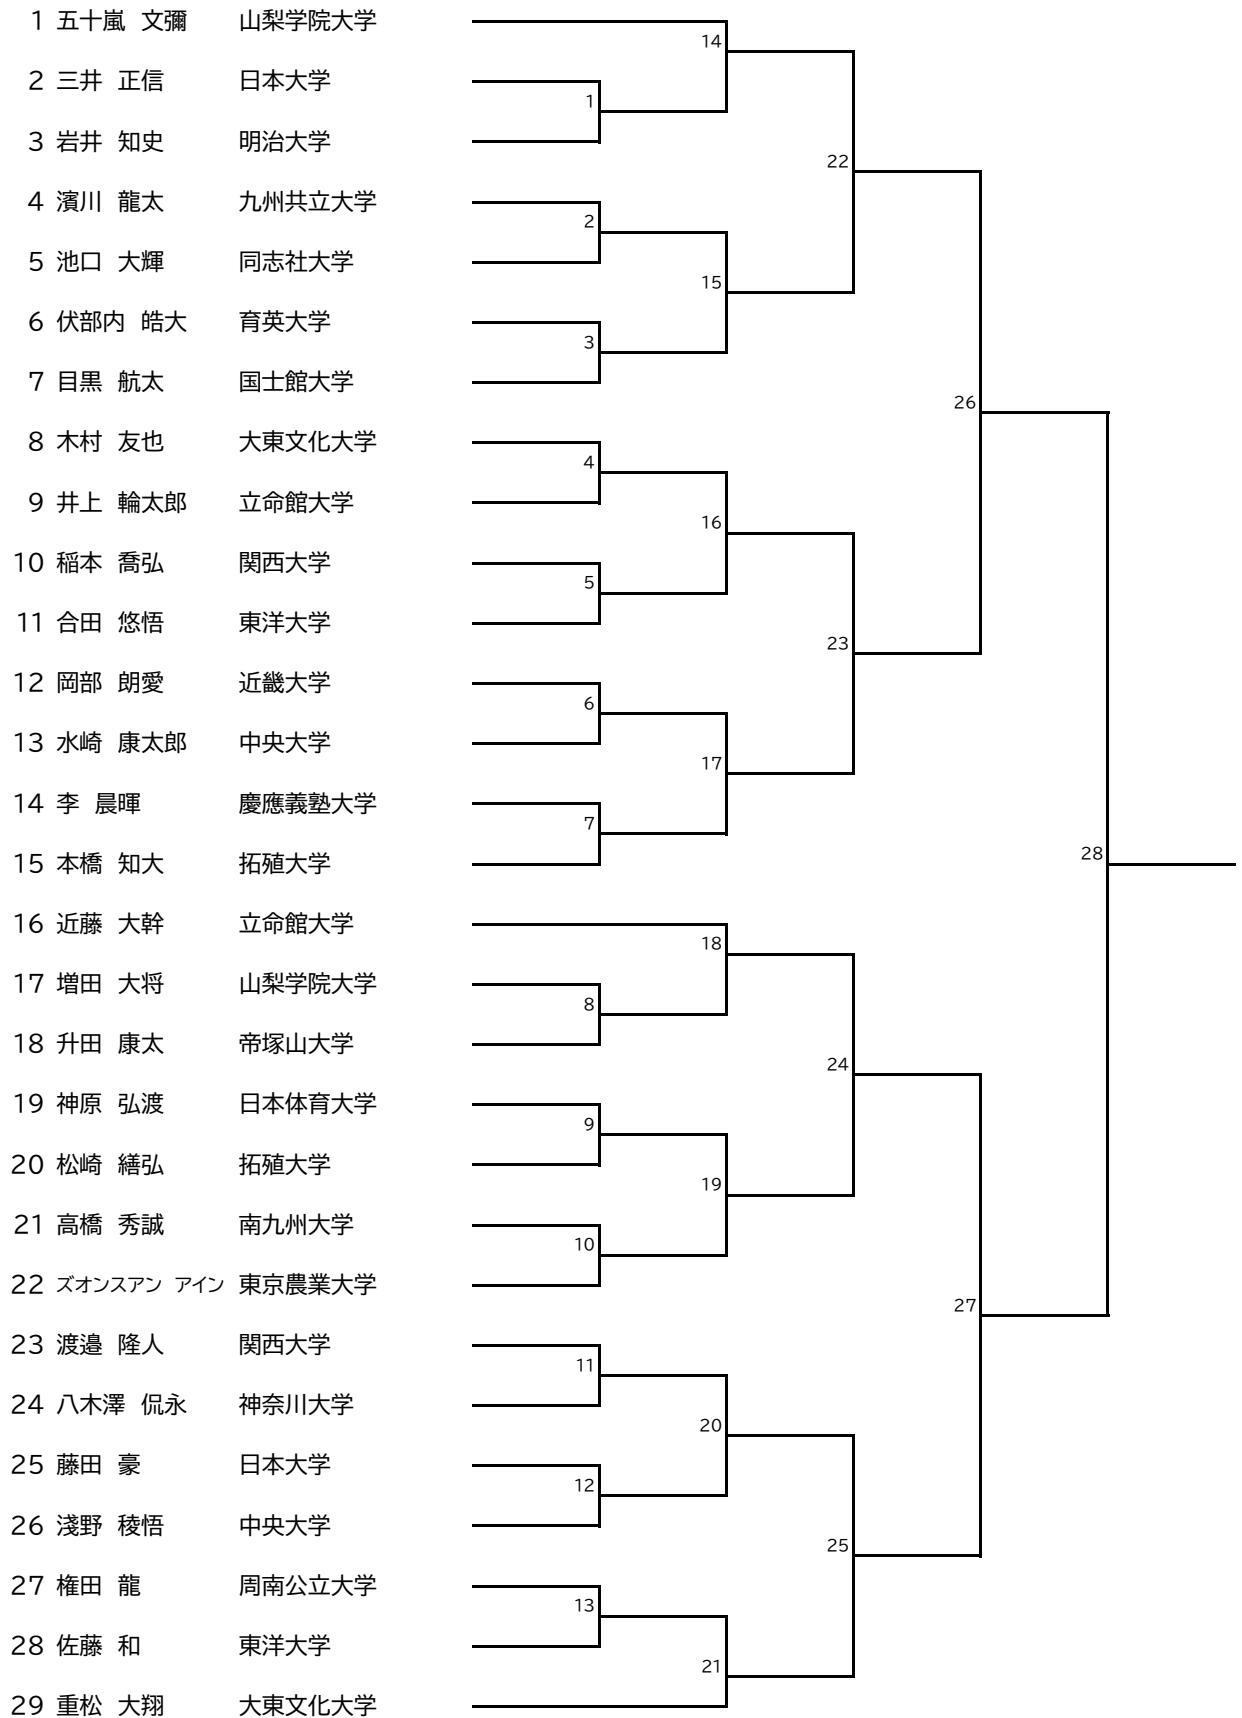 1 五十嵐 文彌 山梨学院大学
14
2 三井 正信 日本大学
1
3 岩井 知史 明治大学
22
4 濱川 龍太 九州共立大学
2
5 池口 大輝 同志社大学
15
6 伏部内 皓大 育英大学
3
7 目黒 航太 国士館大学
26
8 木村 友也 大東文化大学
4
9 井上 輪太郎 立命館大学
16
10 稲本 喬弘 関西大学
5
11 合田 悠悟 東洋大学
23
12 岡部 朗愛 近畿大学
6
13 水崎 康太郎 中央大学
17
14 李 晨暉 慶應義塾大学
7
28
15 本橋 知大 拓殖大学
16 近藤 大幹 立命館大学
18
17 増田 大将 山梨学院大学
8
18 升田 康太 帝塚山大学
24
19 神原 弘渡 日本体育大学
9
20 松崎 繕弘 拓殖大学
19
21 高橋 秀誠 南九州大学
10
22 ズオンスアン アイン 東京農業大学
27
23 渡邉 隆人 関西大学
11
24 八木澤 侃永 神奈川大学
20
25 藤田 豪 日本大学
12
26 淺野 稜悟 中央大学
25
27 権田 龍 周南公立大学
13
28 佐藤 和 東洋大学
21
29 重松 大翔 大東文化大学